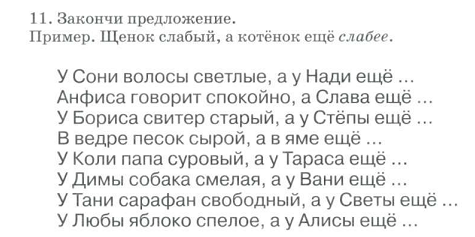 11. Закончи предложение.
Пример. Щенок слабый, а котёнок ещё слабее.
У Сони волосы светлые, а у Нади ещё ...
Анфиса говорит спокойно, а Слава ещё ...
У Бориса свитер старый, а у Стёпы ещё ...
В ведре песок сырой, а в яме ещё ...
У Коли папа суровый, а у Тараса ещё ...
У Димы собака смелая, а у Вани ещё ...
У Тани сарафан свободный, а у Светы ещё ...
У Любы яблоко спелое, а у Алисы ещё ...